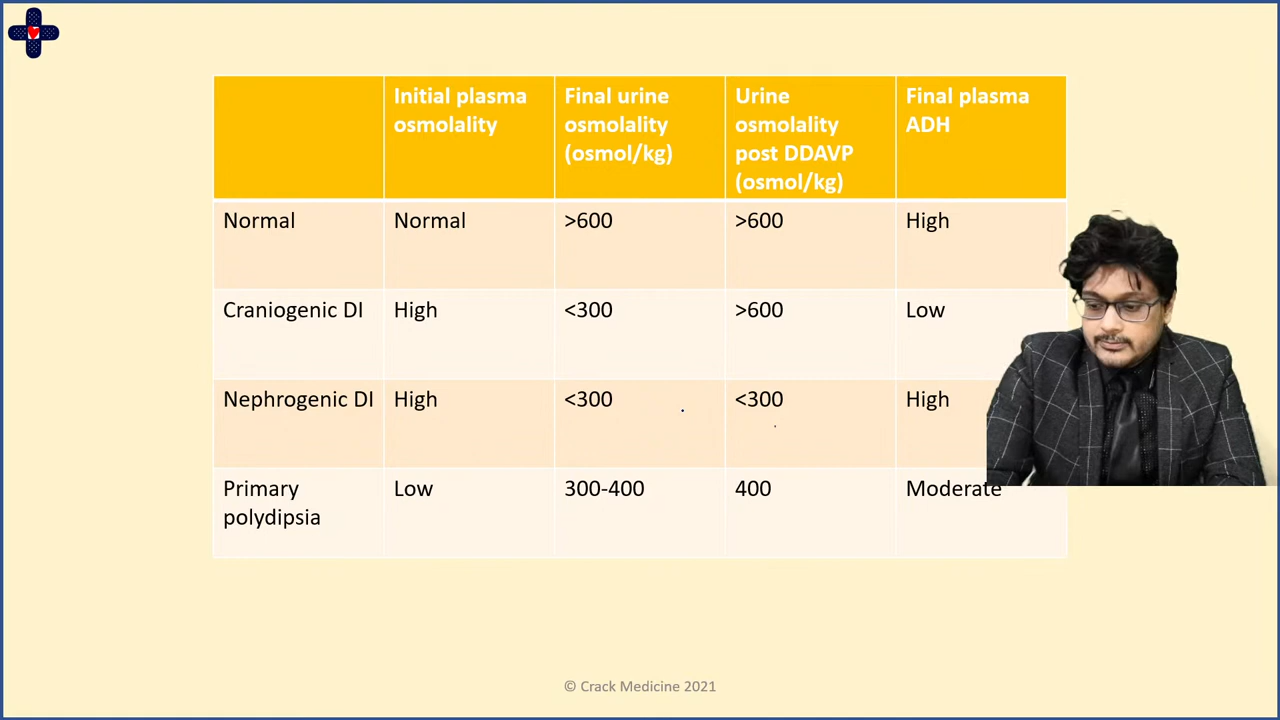 Initial plasma
osmolality
Final urine
osmolality
(osmol/kg)
Urine
osmolality
post DDAVP
(osmol/kg)
Final plasma
ADH
Normal
Normal
>600
>600
High
Craniogenic DI
High
<300
>600
Low
Nephrogenic DI
High
<300
<300
High
Primary
polydipsia
Low
300-400
400
Moderate
© Crack Medicine 2021